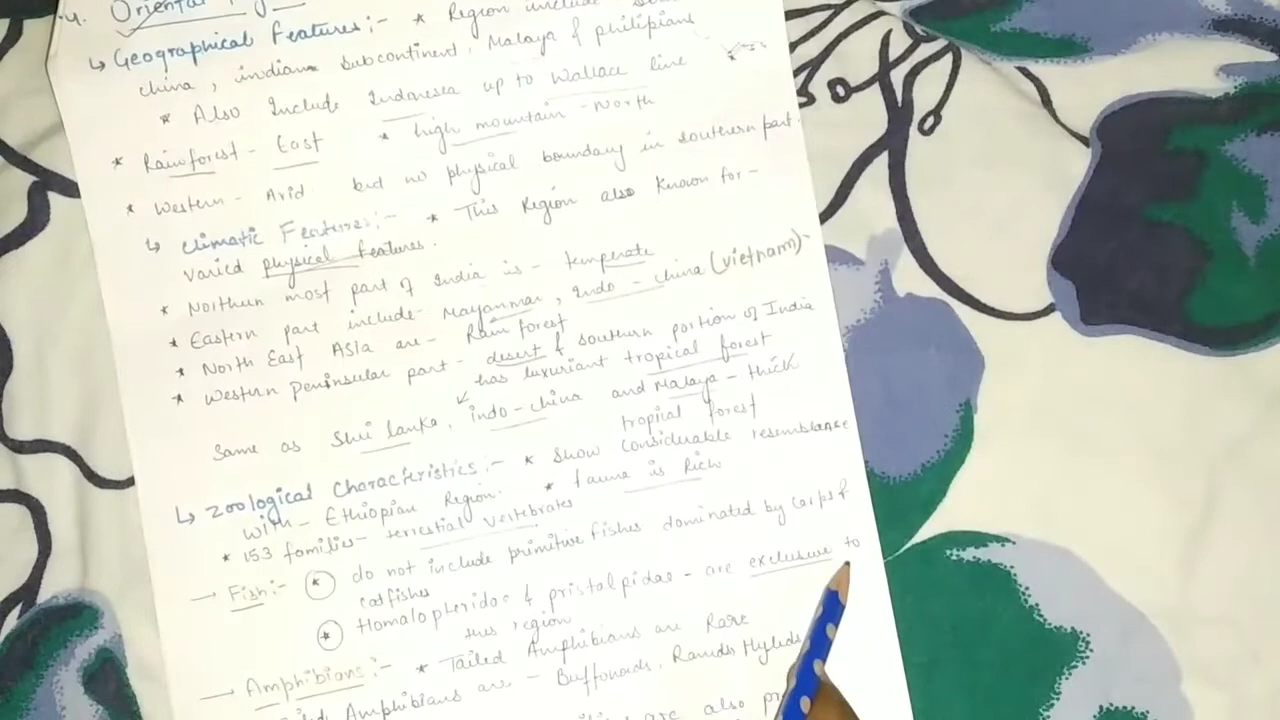 4. Oriental
↳ Geographical Features:- * Region include
china, indian subcontinent, Malaya & philipians
* Also Include Indonesia up to Wallace line
* Rainforest - East * high mountain - North
* Western - Arid but no physical boundary in southern part.
↳ climatic Features:- * This Region also Known for -
varied physical features.
* Northern most part of India is - temperate
* Eastern part include - Mayanmar, Indo - china (vietnam)
* North East Asia are - Rain forest
* Western Peninsular part - desert & southern portion of India
has luxuriant tropical forest
Same as Shri lanka, indo - china and Malaya - thick
tropial forest
↳ Zoological Characteristics:- * Show considerable resemblance
with - Ethiopian Region. * fauna is Rich
* 153 families - terrestial vertebrates
→ Fish:- * do not include primitive fishes dominated by carps &
catfishes
* Homalopteridae & pristalpidae - are exclusive to
this region
→ Amphibians:- * Tailed Amphibians are Rare
Amphibians are - Buffonoids, Ranids Hylids
are also